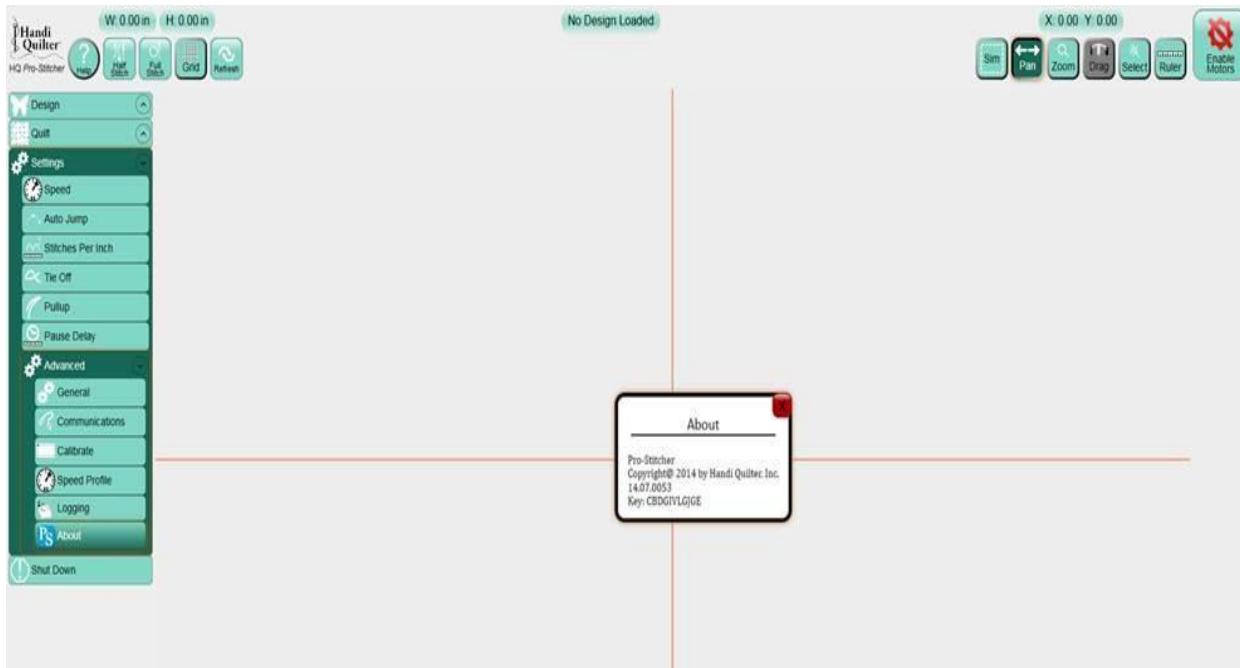 Handi
Quilter
HQ Pro-Stitcher
W: 0.00 in H: 0.00 in
No Design Loaded
X: 0.00 Y: 0.00
Help
Half Stitch
Full Stitch
Grid
Refresh
Sim
Pan
Zoom
Drag
Select
Ruler
Enable
Motors
Design
Quilt
Settings
Speed
Auto Jump
Stitches Per Inch
Tie Off
Pullup
Pause Delay
Advanced
General
Communications
Calibrate
Speed Profile
Logging
PS About
Shut Down
X
About
Pro-Stitcher
Copyright© 2014 by Handi Quilter. Inc.
14.07.0053
Key: CBDGIVLGJGE